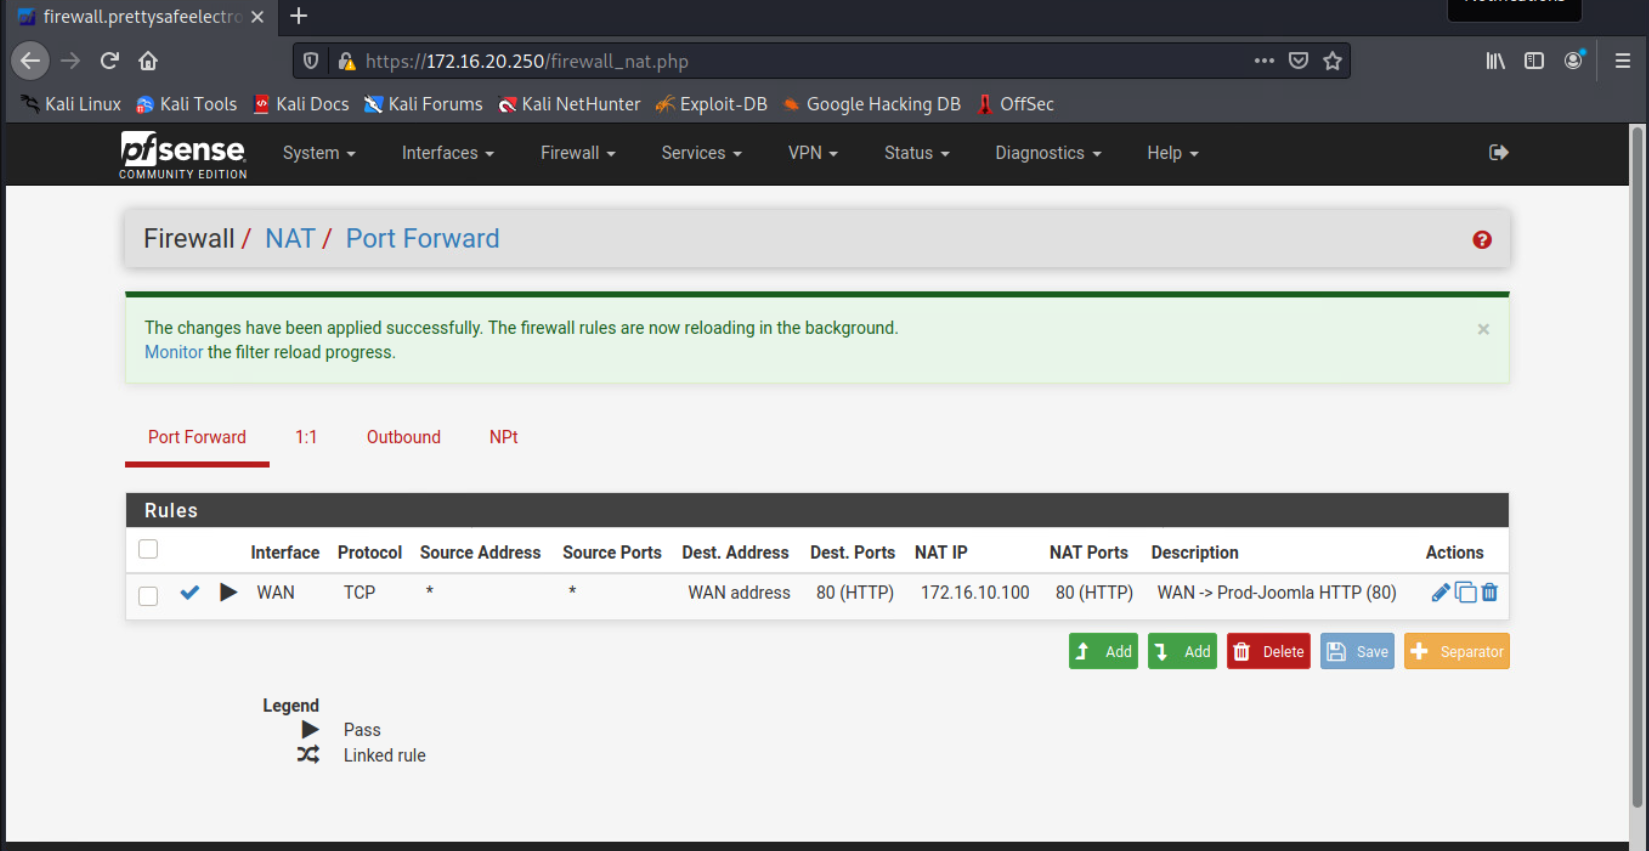 firewall.prettysafeelectro
https://172.16.20.250/firewall_nat.php
Kali Linux Kali Tools Kali Docs Kali Forums Kali NetHunter Exploit-DB Google Hacking DB OffSec
pfsense COMMUNITY EDITION
System Interfaces Firewall Services VPN Status Diagnostics Help
Firewall / NAT / Port Forward
The changes have been applied successfully. The firewall rules are now reloading in the background.
Monitor the filter reload progress.
Port Forward 1:1 Outbound NPt
Rules
Interface Protocol Source Address Source Ports Dest. Address Dest. Ports NAT IP NAT Ports Description Actions
WAN TCP * * WAN address 80 (HTTP) 172.16.10.100 80 (HTTP) WAN -> Prod-Joomla HTTP (80)
Add Add Delete Save Separator
Legend
Pass
Linked rule